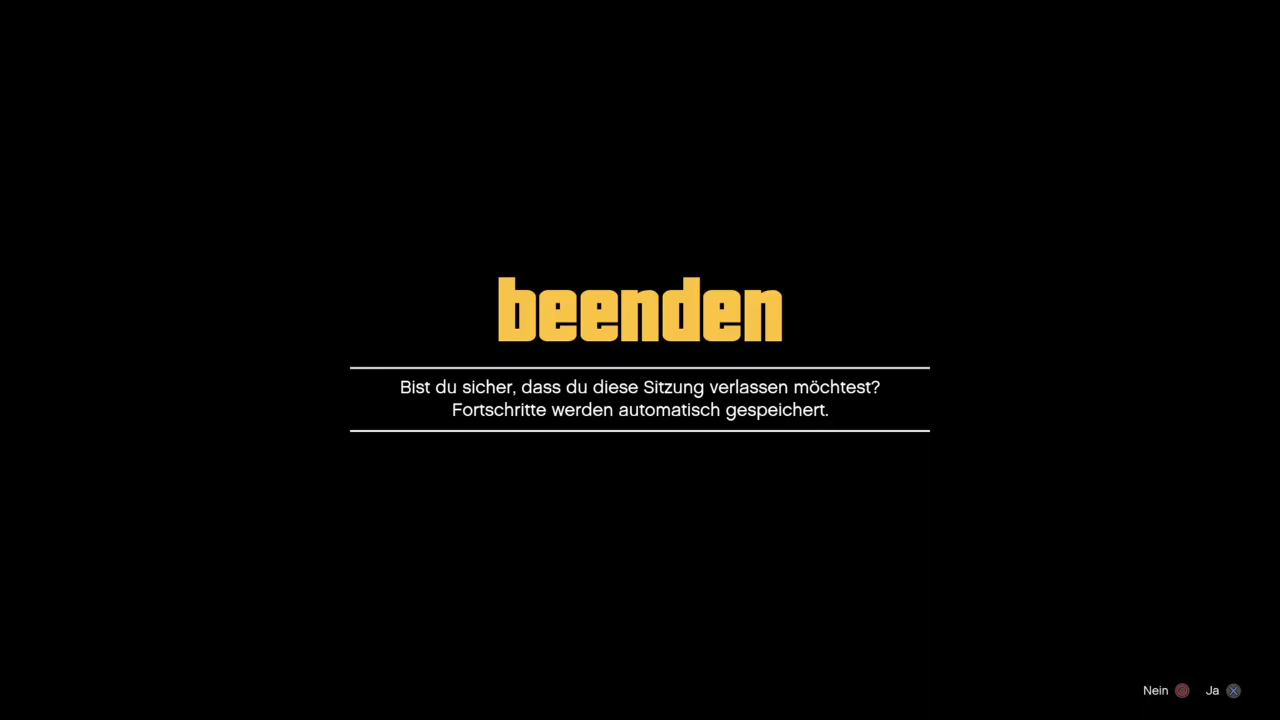 beenden
Bist du sicher, dass du diese Sitzung verlassen möchtest?
Fortschritte werden automatisch gespeichert.
Nein Ja